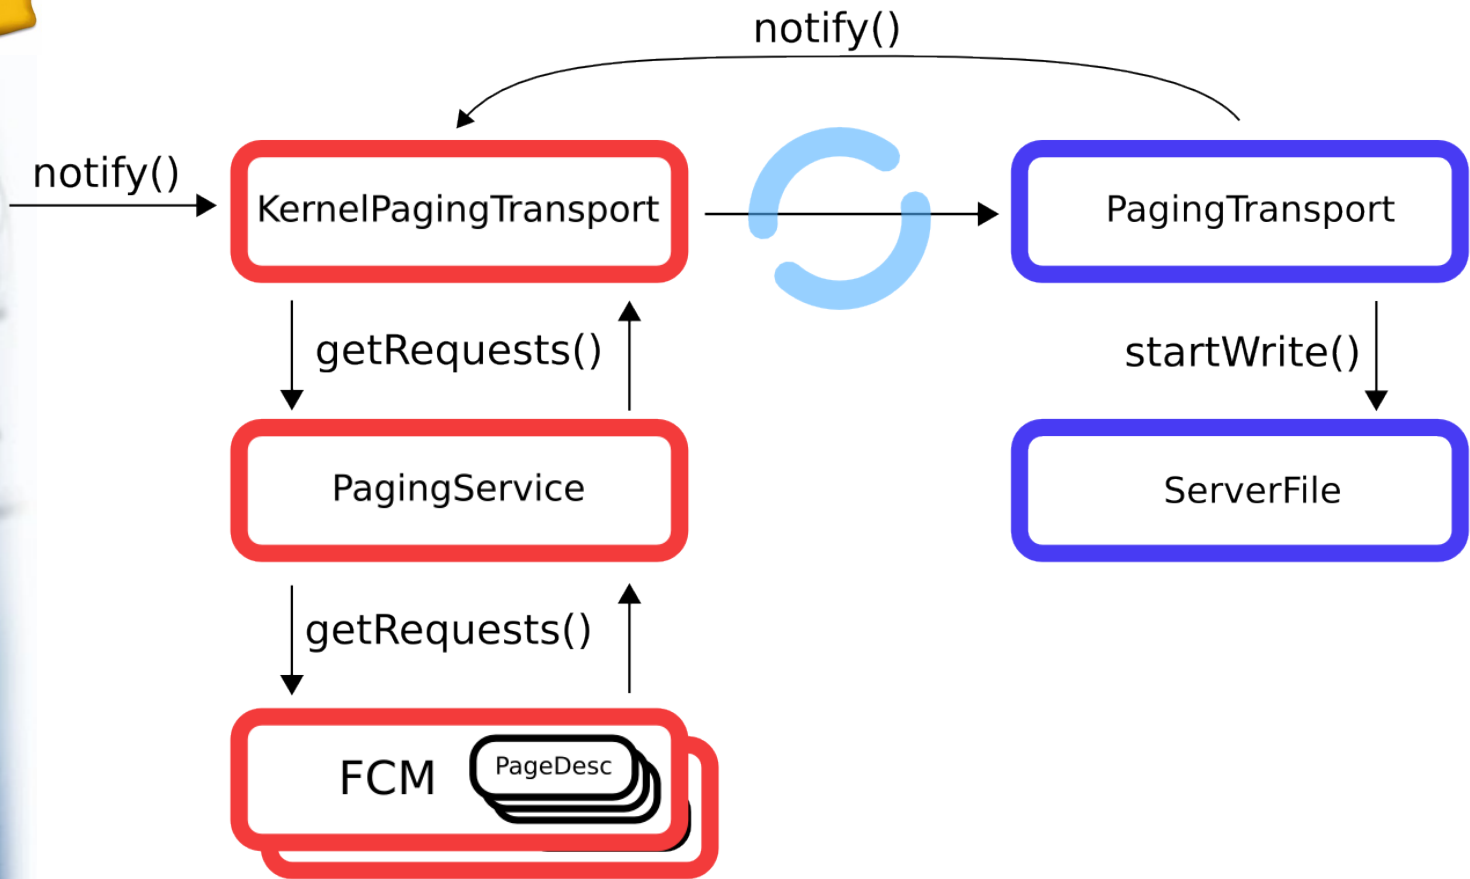 notify()
notify()
KernelPagingTransport
PagingTransport
getRequests()
startWrite()
PagingService
ServerFile
getRequests()
FCM
PageDesc